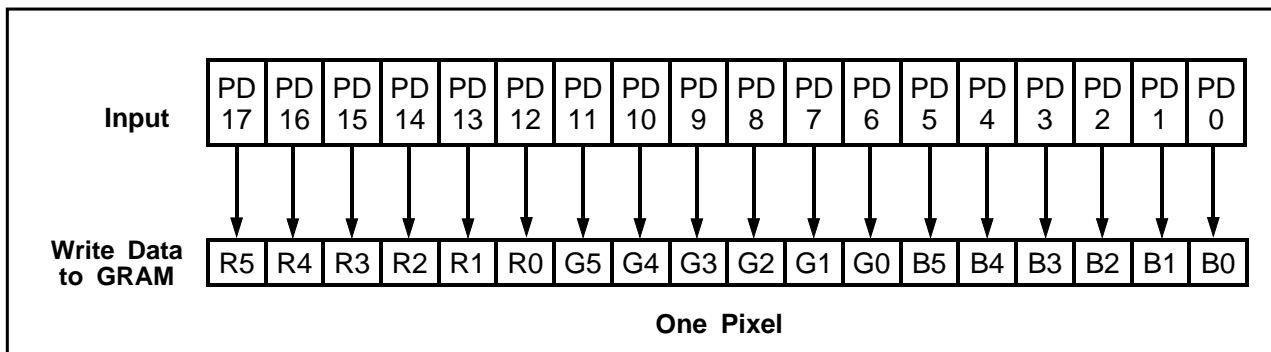 PD PD PD PD PD PD PD PD PD PD PD PD PD PD PD PD PD PD
Input 17 16 15 14 13 12 11 10 9 8 7 6 5 4 3 2 1 0
Write Data
to GRAM R5 R4 R3 R2 R1 R0 G5 G4 G3 G2 G1 G0 B5 B4 B3 B2 B1 B0
One Pixel